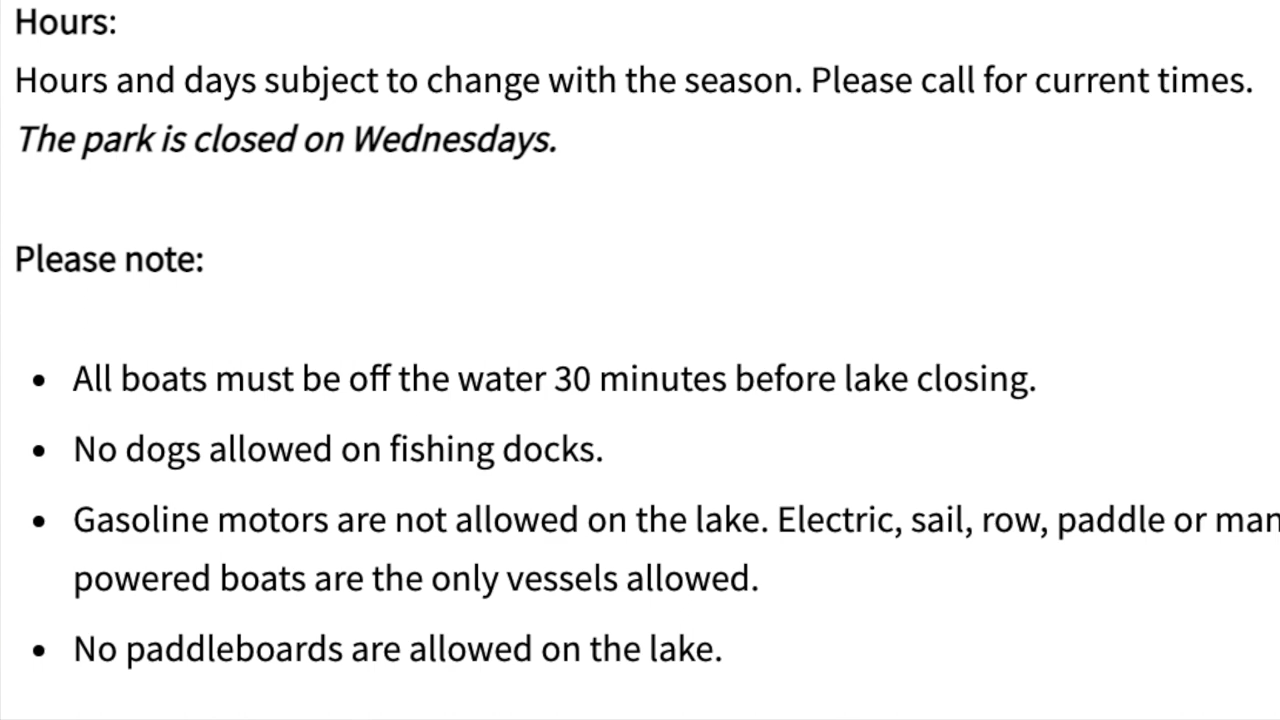 Hours:
Hours and days subject to change with the season. Please call for current times.
The park is closed on Wednesdays.
Please note:
• All boats must be off the water 30 minutes before lake closing.
• No dogs allowed on fishing docks.
• Gasoline motors are not allowed on the lake. Electric, sail, row, paddle or
powered boats are the only vessels allowed.
• No paddleboards are allowed on the lake.